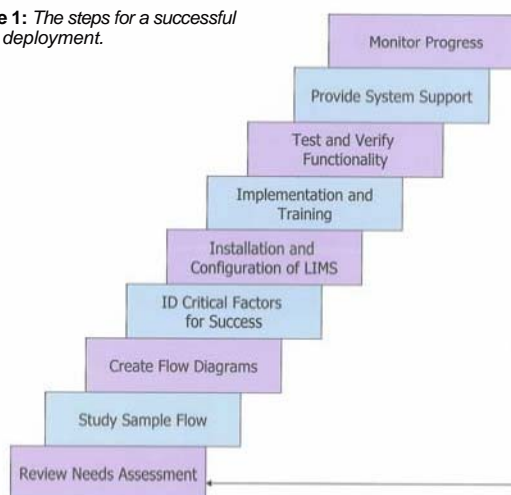 e 1: The steps for a successful
deployment.
Monitor Progress
Provide System Support
Test and Verify
Functionality
Implementation and
Training
Installation and
Configuration of LIMS
ID Critical Factors
for Success
Create Flow Diagrams
Study Sample Flow
Review Needs Assessment